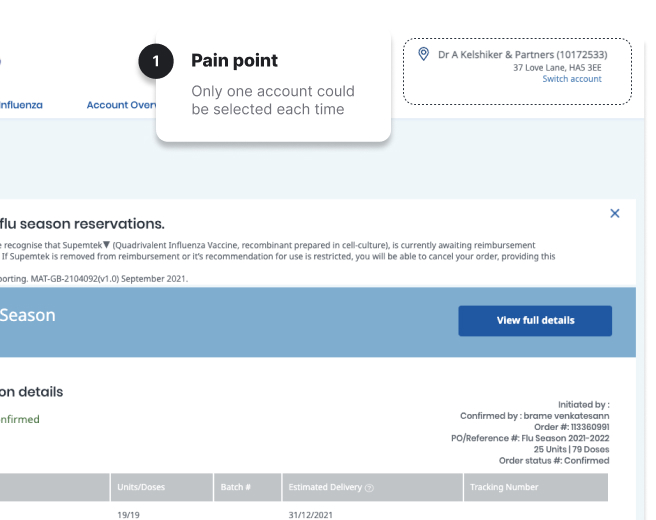 1
Pain point
Only one account could
be selected each time
Dr A Kelshiker & Partners (10172533)
37 Love Lane, HA5 3EE
Switch account
nfluenza
Account Over
flu season reservations.
e recognise that Supemtek▼ (Quadrivalent Influenza Vaccine, recombinant prepared in cell-culture), is currently awaiting reimbursement
If Supemtek is removed from reimbursement or it's recommendation for use is restricted, you will be able to cancel your order, providing this
porting. MAT-GB-2104092(v1.0) September 2021.
Season
View full details
on details
nfirmed
Initiated by :
Confirmed by : brame venkatesann
Order #: 113360991
PO/Reference #: Flu Season 2021-2022
25 Units | 79 Doses
Order status #: Confirmed
Units/Doses Batch # Estimated Delivery ? Tracking Number
19/19 31/12/2021